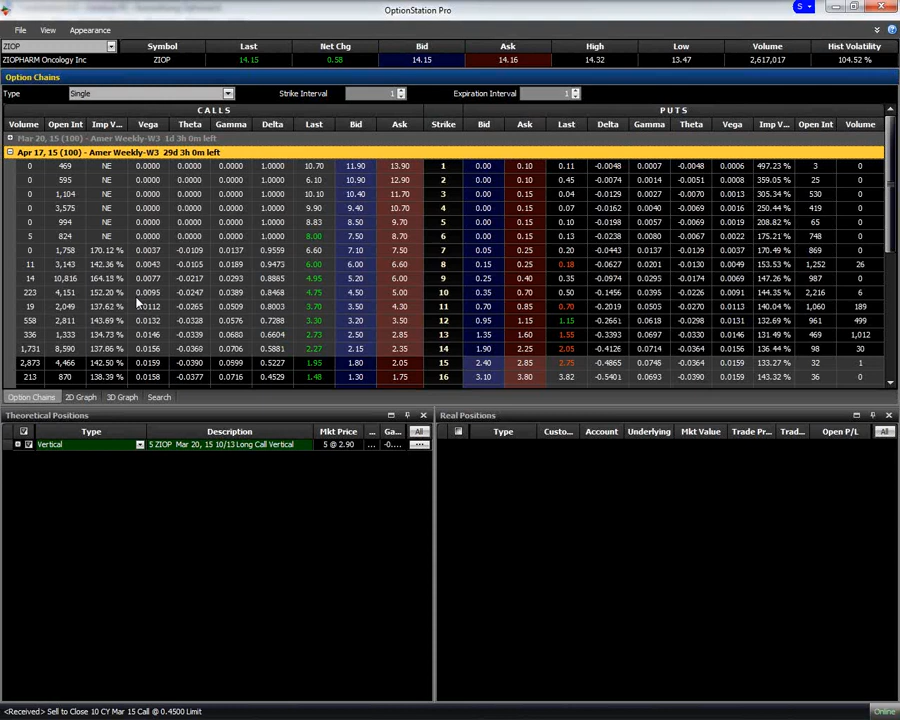 OptionStation Pro
S
File View Appearance
ZIOP Symbol Last Net Chg Bid Ask High Low Volume Hist Volatility
ZIOPHARM Oncology Inc ZIOP 14.15 0.58 14.15 14.16 14.32 13.47 2,617,017 104.52 %
Option Chains
Type Single Strike Interval 1 Expiration Interval 1
CALLS PUTS
Volume Open Int Imp V... Vega Theta Gamma Delta Last Bid Ask Strike Bid Ask Last Delta Gamma Theta Vega Imp V... Open Int Volume
Mar 20, 15 (100) - Amer Weekly-W3 1d 3h 0m left
Apr 17, 15 (100) - Amer Weekly-W3 29d 3h 0m left
0 469 NE 0.0000 0.0000 0.0000 1.0000 10.70 11.90 13.90 1 0.00 0.10 0.11 -0.0048 0.0007 -0.0048 0.0006 497.23 % 3 0
0 595 NE 0.0000 0.0000 0.0000 1.0000 6.10 10.90 12.90 2 0.00 0.15 0.45 -0.0074 0.0014 -0.0051 0.0008 359.05 % 25 0
0 1,104 NE 0.0000 0.0000 0.0000 1.0000 10.10 10.40 11.70 3 0.00 0.15 0.04 -0.0129 0.0027 -0.0070 0.0013 305.34 % 530 0
0 3,575 NE 0.0000 0.0000 0.0000 1.0000 9.90 9.40 10.70 4 0.00 0.15 0.07 -0.0162 0.0040 -0.0069 0.0016 250.44 % 419 0
0 994 NE 0.0000 0.0000 0.0000 1.0000 8.83 8.50 9.70 5 0.00 0.15 0.10 -0.0198 0.0057 -0.0069 0.0019 208.82 % 65 0
5 824 NE 0.0000 0.0000 0.0000 1.0000 8.00 7.50 8.70 6 0.00 0.15 0.13 -0.0238 0.0080 -0.0067 0.0022 175.21 % 748 0
0 1,758 170.12 % 0.0037 -0.0109 0.0137 0.9559 6.60 7.10 7.50 7 0.05 0.25 0.20 -0.0443 0.0137 -0.0106 0.0037 170.49 % 869 0
11 3,143 142.36 % 0.0043 -0.0105 0.0189 0.9473 6.00 6.00 6.60 8 0.15 0.25 0.18 -0.0627 0.0201 -0.0130 0.0049 153.53 % 1,252 26
14 10,816 164.13 % 0.0077 -0.0217 0.0293 0.8885 4.95 5.20 6.00 9 0.25 0.40 0.35 -0.0974 0.0295 -0.0174 0.0069 147.26 % 987 0
223 4,151 152.20 % 0.0095 -0.0247 0.0389 0.8468 4.75 4.50 5.00 10 0.35 0.70 0.50 -0.1456 0.0395 -0.0226 0.0091 144.35 % 2,216 6
19 2,049 137.62 % 0.0112 -0.0265 0.0509 0.8003 3.70 3.50 4.30 11 0.70 0.85 0.70 -0.2019 0.0503 -0.0270 0.0113 140.04 % 1,060 189
558 2,811 143.69 % 0.0132 -0.0328 0.0576 0.7288 3.30 3.20 3.50 12 0.95 1.15 1.15 -0.2661 0.0618 -0.0298 0.0131 132.69 % 961 499
336 1,333 134.73 % 0.0146 -0.0339 0.0680 0.6604 2.73 2.50 2.85 13 1.35 1.60 1.55 -0.3393 0.0697 -0.0330 0.0146 131.49 % 459 1,012
1,731 8,590 137.66 % 0.0156 -0.0369 0.0706 0.5881 2.27 2.15 2.35 14 1.90 2.25 2.05 -0.4126 0.0714 -0.0364 0.0156 136.16 % 98 30
2,873 4,466 142.50 % 0.0159 -0.0390 0.0599 0.5227 1.95 1.80 2.05 15 2.40 2.85 2.75 -0.4865 0.0745 -0.0364 0.0159 133.27 % 32 1
213 870 138.39 % 0.0158 -0.0377 0.0716 0.4529 1.48 1.30 1.75 16 3.10 3.80 3.82 -0.5401 0.0693 -0.0390 0.0159 143.32 % 36 0
Option Chains 2D Graph 3D Graph Search
Theoretical Positions Real Positions
Type Description Mkt Price ... Ga... All Type Custo... Account Underlying Mkt Value Trade Pr... Trad... Open P/L All
Vertical 5 ZIOP Mar 20, 15 10/13 Long Call Vertical 5 @ 2.90 ... -0.... ...
<Received> Sell to Close 10 CY Mar 15 Call @ 0.4500 Limit Online